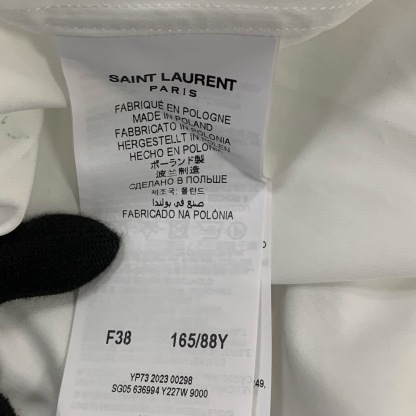 SAINT LAURENT
PARIS
FABRIQUÉ EN POLOGNE
MADE IN POLAND
FABBRICATO IN POLONIA
HERGESTELLT IN POLEN
HECHO EN POLONIA
ポーランド製
波兰制造
СДЕЛАНО В ПОЛЬШЕ
제조국: 폴란드
صنع في بولندا
FABRICADO NA POLÓNIA
F38 165/88Y
YP73 2023 00298
SG05 636994 Y227W 9000